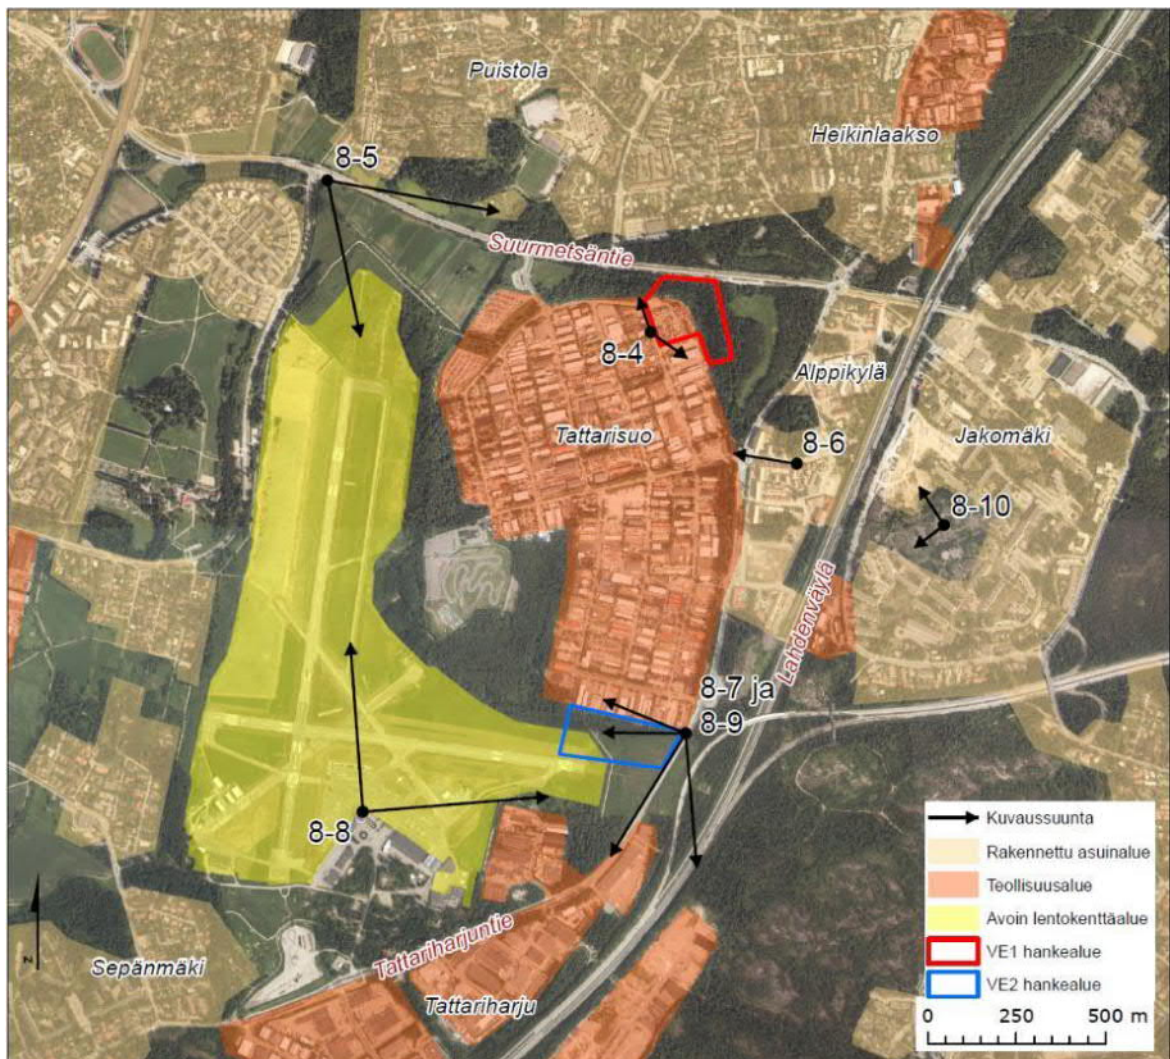 Puistola
Heikinlaakso
8-5
Suurmetsäntie
8-4
Alppikylä
Tattarisuo
8-6
Jakomäki
8-10
Lahdenväylä
8-7 ja
8-9
8-8
Tattariharjuntie
Sepänmäki
Tattariharju
z
Kuvaussuunta
Rakennettu asuinalue
Teollisuusalue
Avoin lentokenttäalue
VE1 hankealue
VE2 hankealue
0 250 500 m